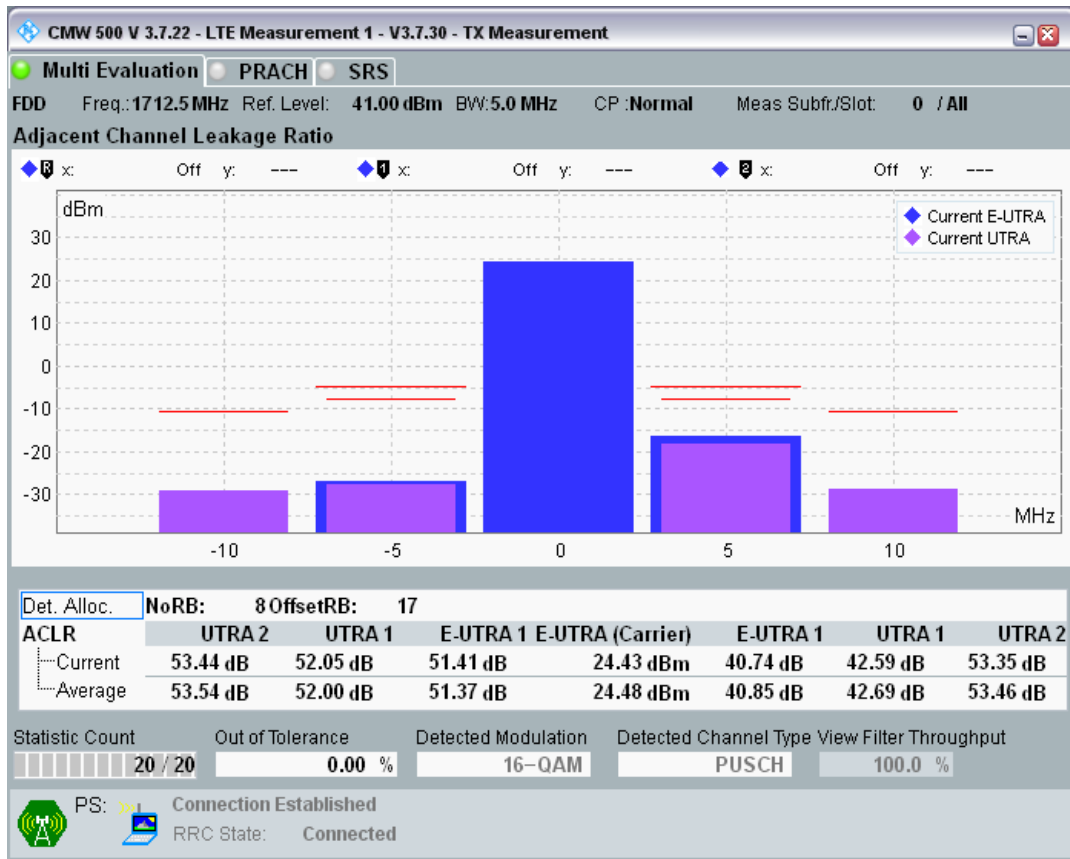 CMW 500 V 3.7.22 - LTE Measurement 1 - V3.7.30 - TX Measurement
Multi Evaluation PRACH SRS
FDD Freq.: 1712.5 MHz Ref. Level: 41.00 dBm BW: 5.0 MHz CP : Normal Meas Subfr./Slot: 0 / All
Adjacent Channel Leakage Ratio
R x: Off y: --- 1 x: Off y: --- 2 x: Off y: ---
dBm
Current E-UTRA
Current UTRA
30
20
10
0
-10
-20
-30
MHz
-10 -5 0 5 10
Det. Alloc. NoRB: 8 OffsetRB: 17
ACLR UTRA 2 UTRA 1 E-UTRA 1 E-UTRA (Carrier) E-UTRA 1 UTRA 1 UTRA 2
Current 53.44 dB 52.05 dB 51.41 dB 24.43 dBm 40.74 dB 42.59 dB 53.35 dB
Average 53.54 dB 52.00 dB 51.37 dB 24.48 dBm 40.85 dB 42.69 dB 53.46 dB
Statistic Count Out of Tolerance Detected Modulation Detected Channel Type View Filter Throughput
20 / 20 0.00 % 16-QAM PUSCH 100.0 %
PS: Connection Established
RRC State: Connected